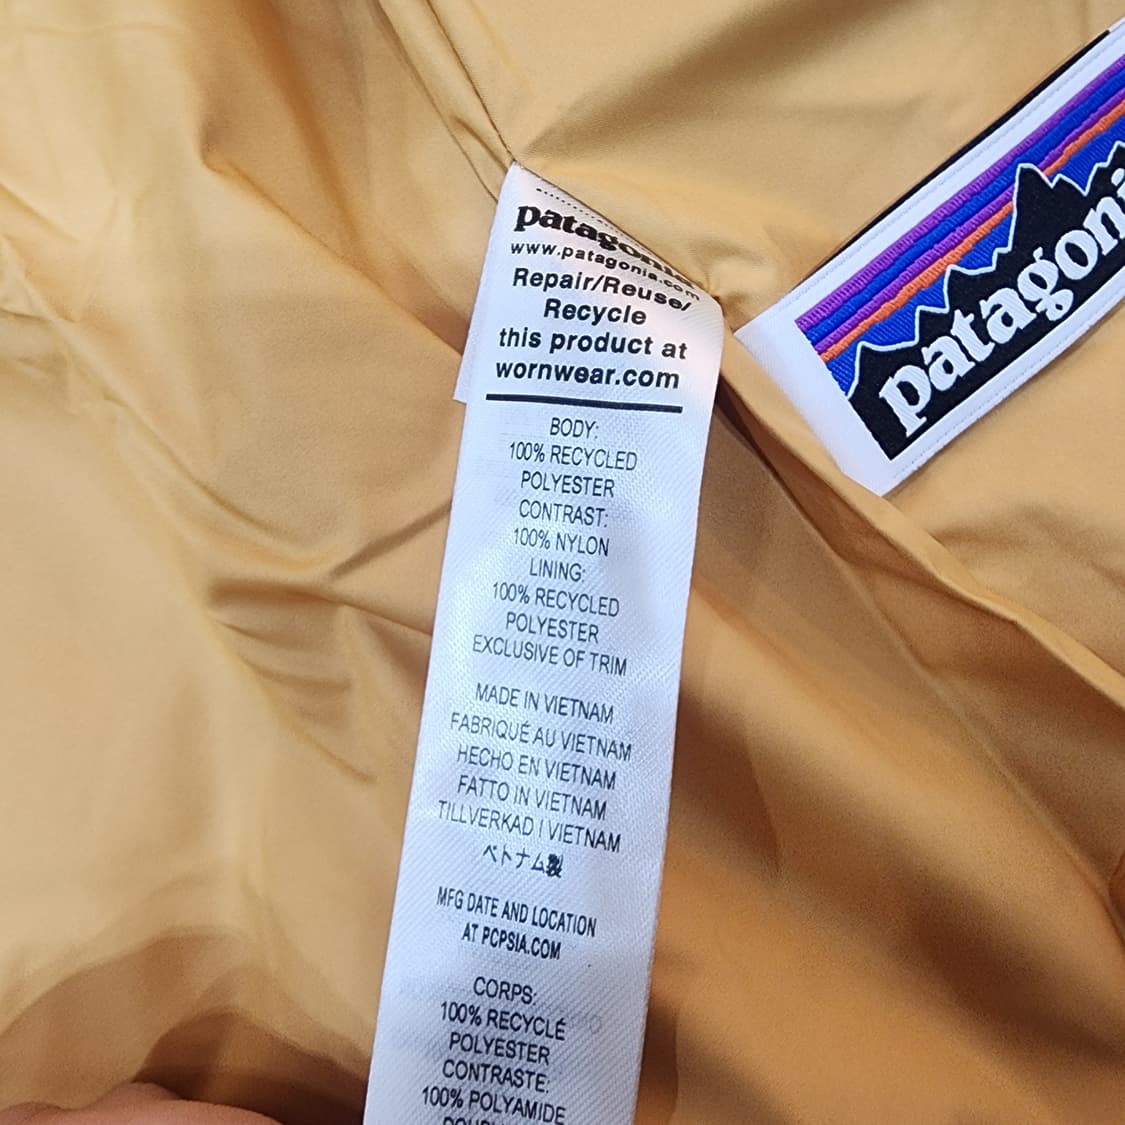 patagonia
www.patagonia.com
Repair/Reuse/
Recycle
this product at
wornwear.com
BODY:
100% RECYCLED
POLYESTER
CONTRAST:
100% NYLON
LINING:
100% RECYCLED
POLYESTER
EXCLUSIVE OF TRIM
MADE IN VIETNAM
FABRIQUÉ AU VIETNAM
HECHO EN VIETNAM
FATTO IN VIETNAM
TILLVERKAD I VIETNAM
ベトナム製
MFG DATE AND LOCATION
AT PCPSIA.COM
CORPS:
100% RECYCLÉ
POLYESTER
CONTRASTE:
100% POLYAMIDE
patagoni